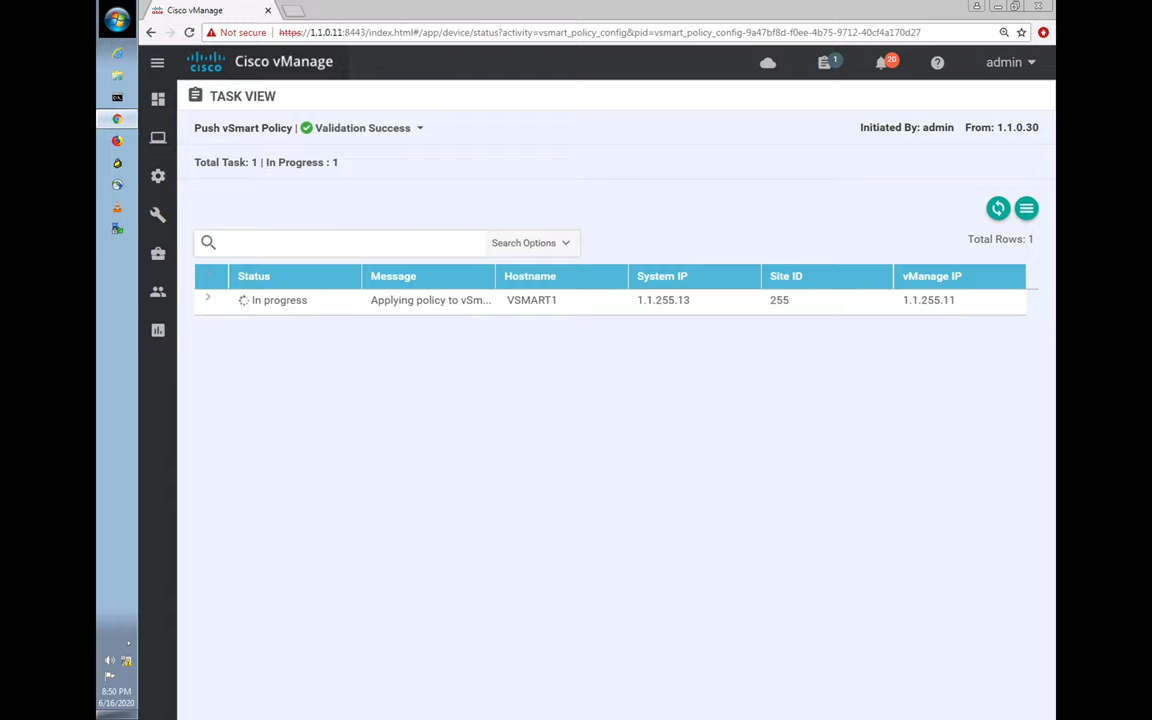 Cisco vManage
Not secure https://1.1.0.11:8443/index.html#/app/device/status?activity=vsmart_policy_config&pid=vsmart_policy_config-9a47bf8d-f0ee-4b75-9712-40cf4a170d27
cisco Cisco vManage 1 20 admin
TASK VIEW
Push vSmart Policy | Validation Success Initiated By: admin From: 1.1.0.30
Total Task: 1 | In Progress : 1
Search Options Total Rows: 1
Status Message Hostname System IP Site ID vManage IP
In progress Applying policy to vSm... VSMART1 1.1.255.13 255 1.1.255.11
8:50 PM
6/16/2020